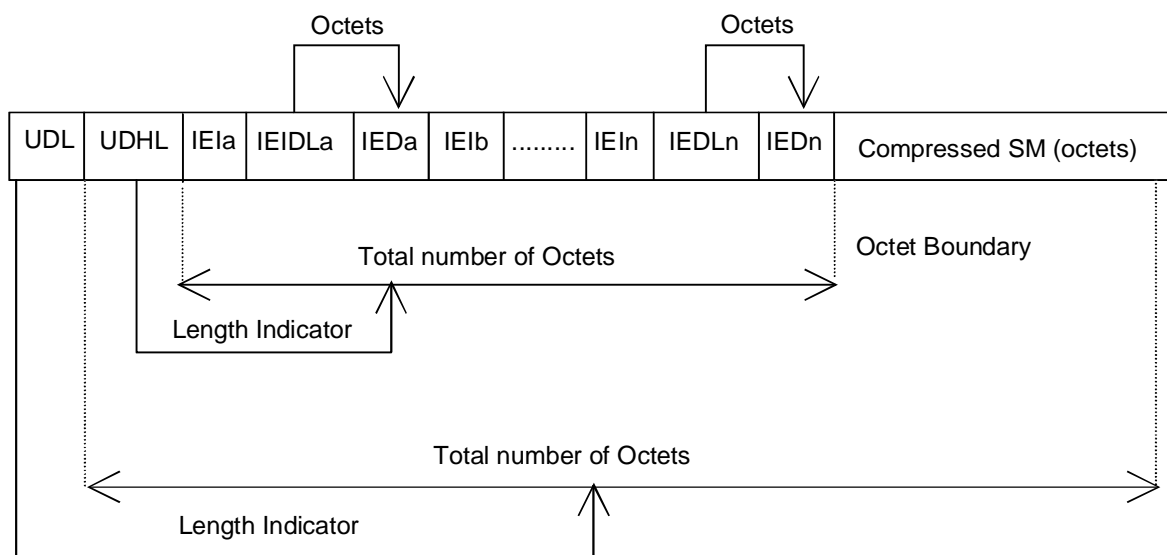 Octets Octets
UDL UDHL IEIa IEIDLa IEDa IEIb ......... IEIn IEDLn IEDn Compressed SM (octets)
Total number of Octets Octet Boundary
Length Indicator
Total number of Octets
Length Indicator